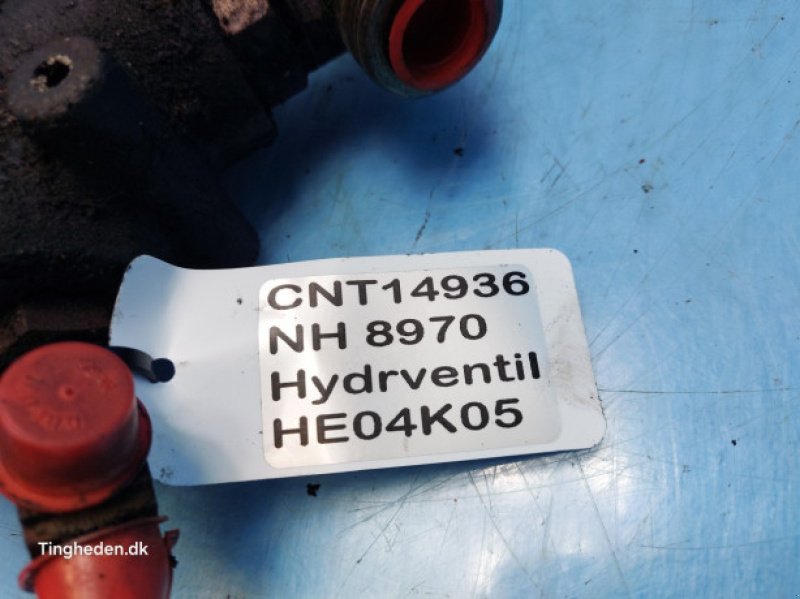 CNT14936
NH 8970
Hydrventil
HE04K05
Tingheden.dk